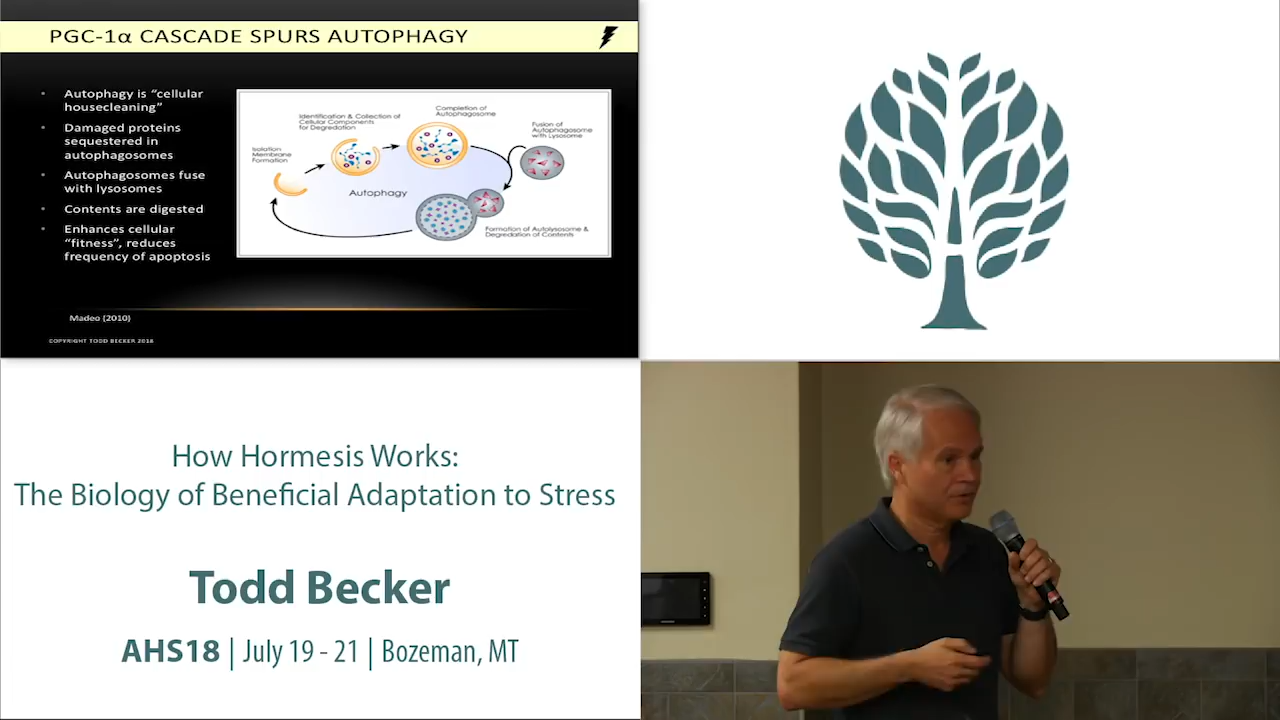 PGC-1α CASCADE SPURS AUTOPHAGY
Autophagy is “cellular
housecleaning”
Damaged proteins
sequestered in
autophagosomes
Autophagosomes fuse
with lysosomes
Contents are digested
Enhances cellular
“fitness”, reduces
frequency of apoptosis
Isolation
Membrane
Formation
Identification & Collection of
Cellular Components
for Degradation
Completion of
Autophagosome
Fusion of
Autophagosome
with Lysosome
Autophagy
Formation of Autolysosome &
Degradation of Contents
Madeo (2010)
COPYRIGHT TODD BECKER 2018
How Hormesis Works:
The Biology of Beneficial Adaptation to Stress
Todd Becker
AHS18 | July 19 - 21 | Bozeman, MT